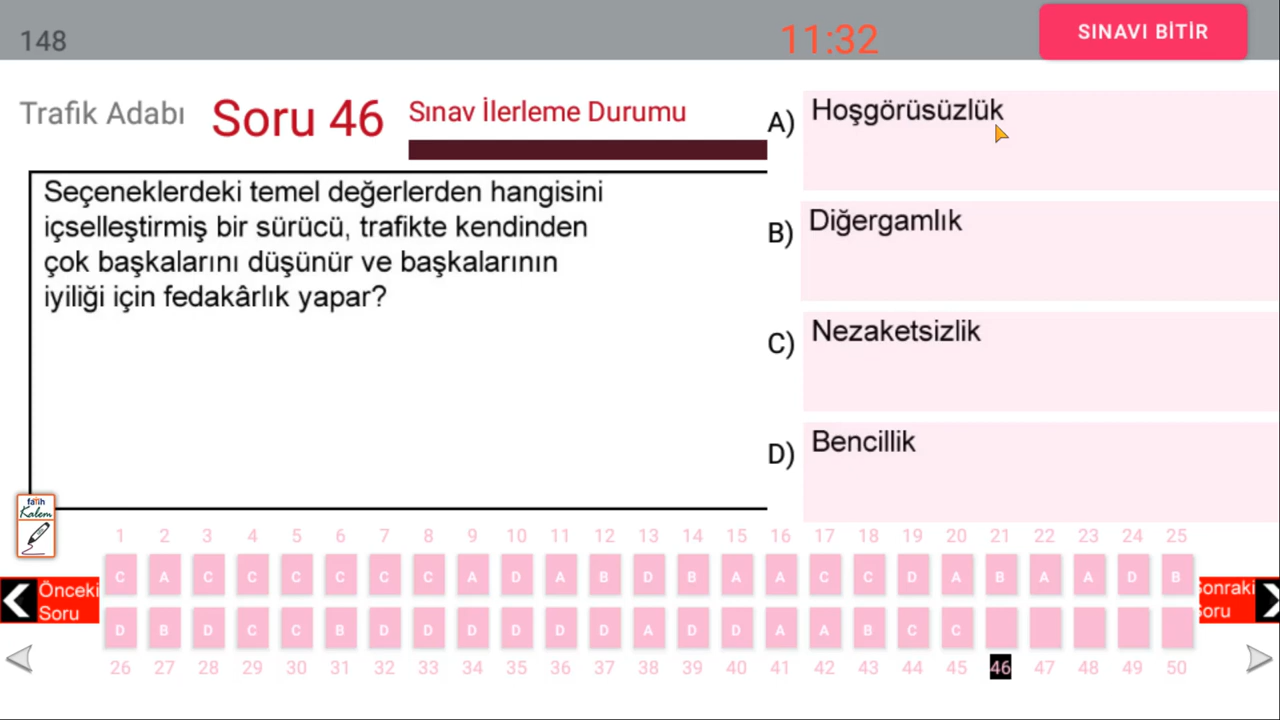 148
11:32
SINAVI BİTİR
Trafik Adabı
Soru 46
Sınav İlerleme Durumu
Seçeneklerdeki temel değerlerden hangisini
içselleştirmiş bir sürücü, trafikte kendinden
çok başkalarını düşünür ve başkalarının
iyiliği için fedakârlık yapar?
A) Hoşgörüsüzlük
B) Diğergamlık
C) Nezaketsizlik
D) Bencillik
fatih
Kalem
1 2 3 4 5 6 7 8 9 10 11 12 13 14 15 16 17 18 19 20 21 22 23 24 25
C A C C C C C C A D A B D B A A C C D A B A A D B
Önceki
Soru
Sonraki
Soru
D B D C C B D D D D D D A D D A A B C C
26 27 28 29 30 31 32 33 34 35 36 37 38 39 40 41 42 43 44 45 46 47 48 49 50